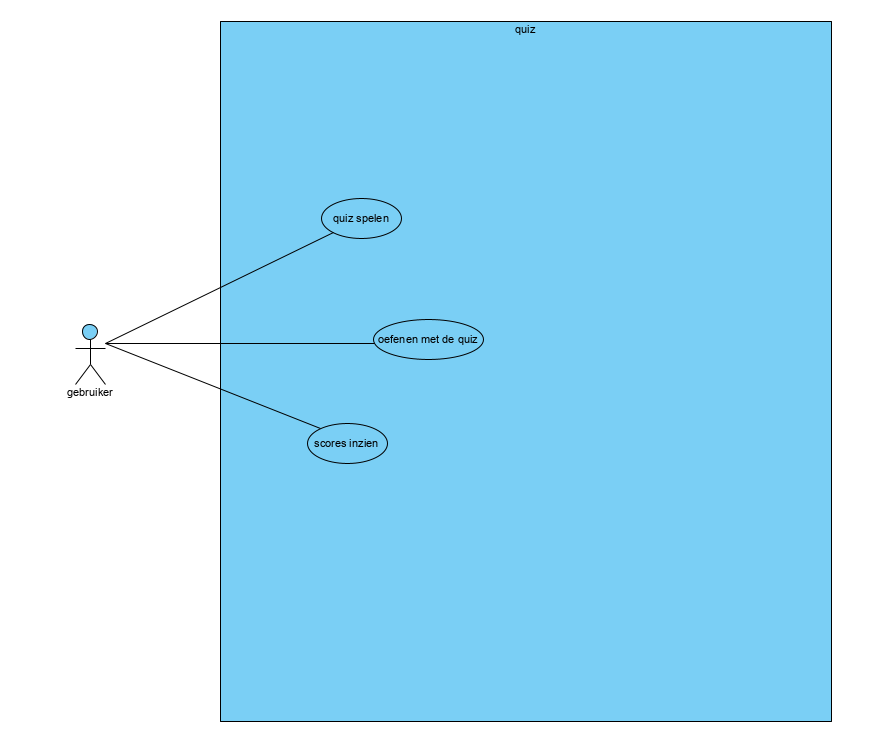 quiz
quiz spelen
oefenen met de quiz
gebruiker
scores inzien